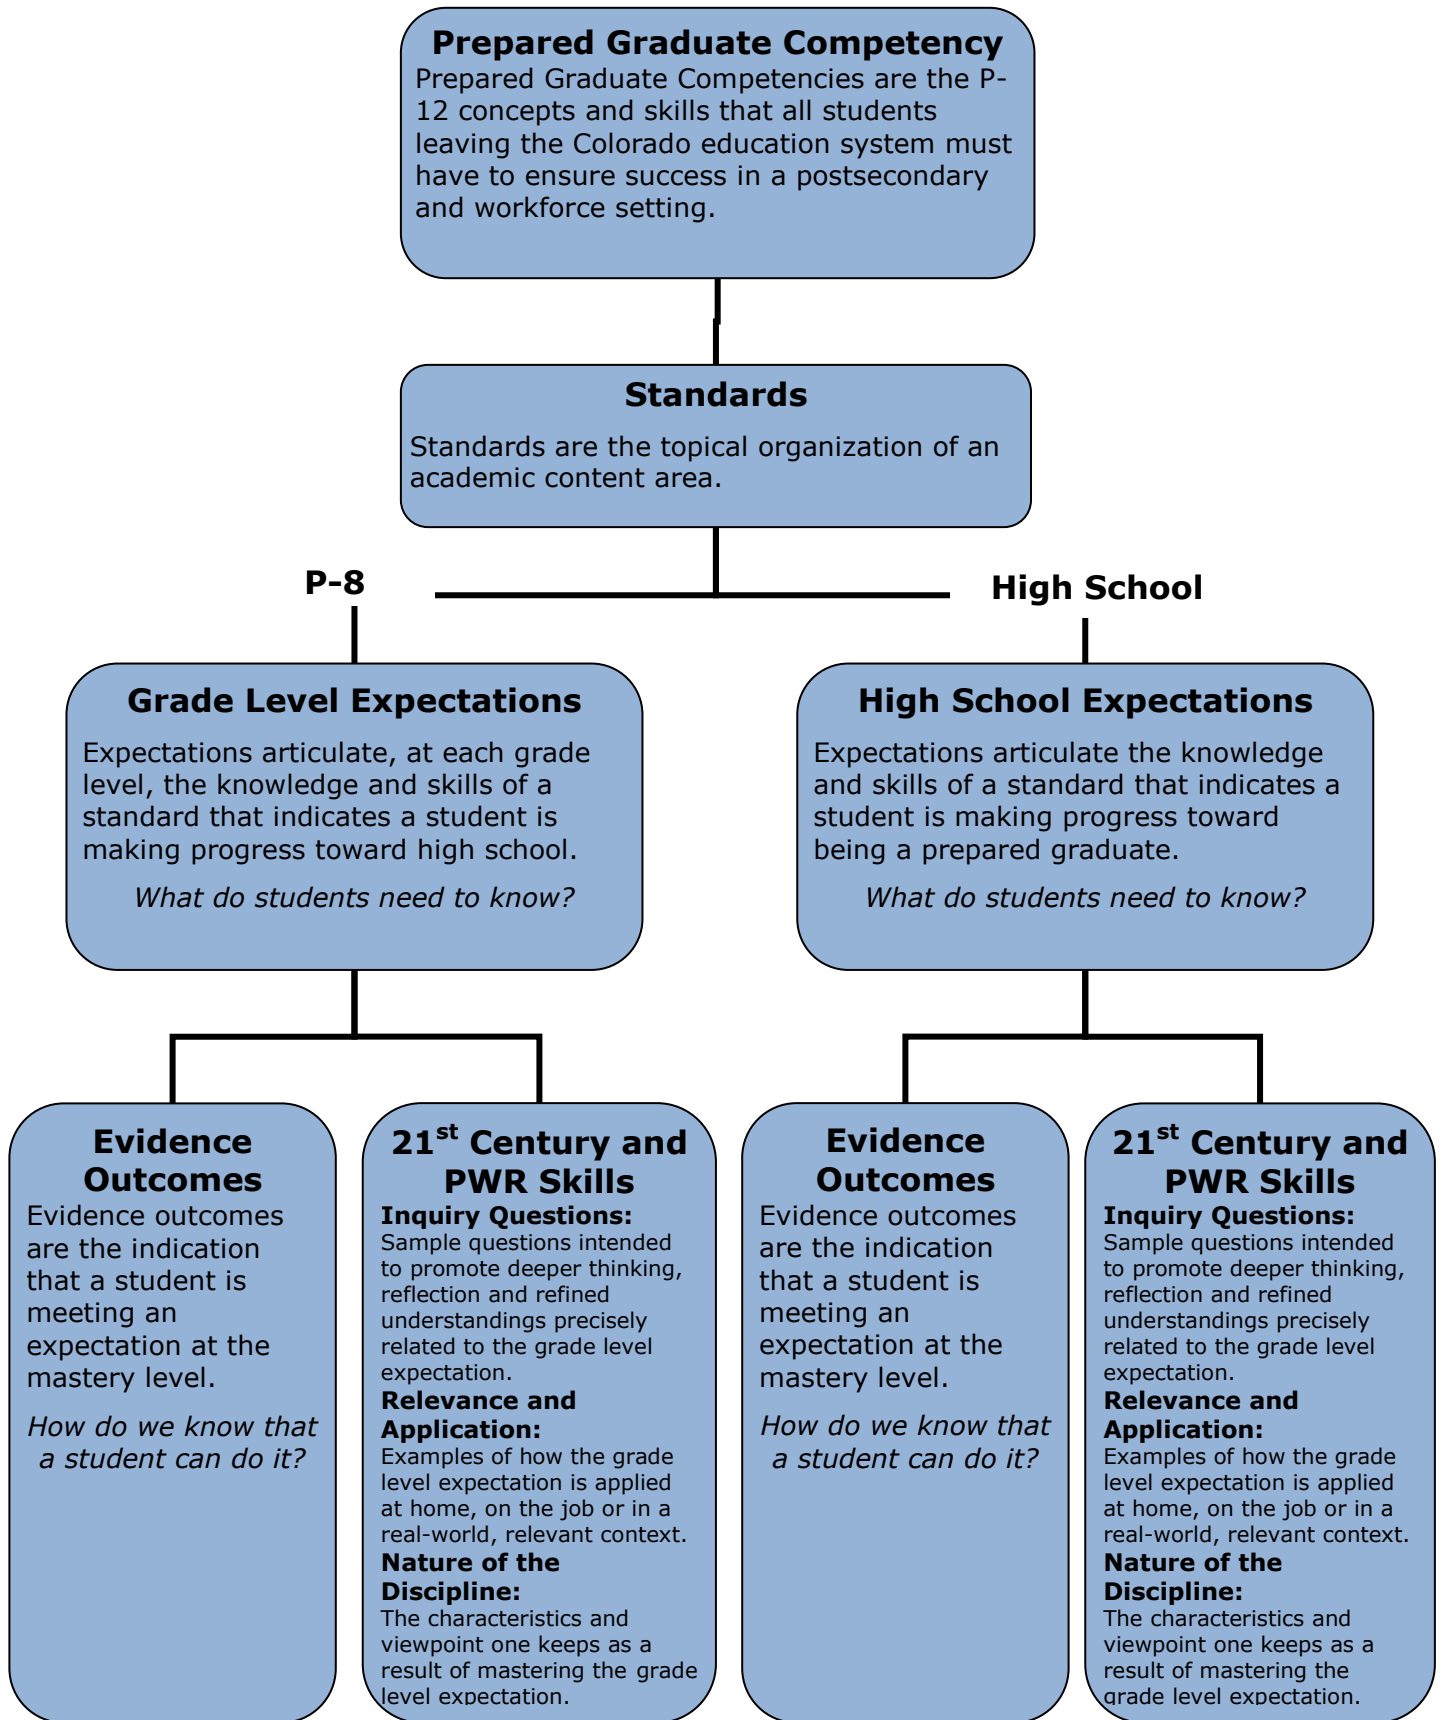 Prepared Graduate Competency
Prepared Graduate Competencies are the P-
12 concepts and skills that all students
leaving the Colorado education system must
have to ensure success in a postsecondary
and workforce setting.
Standards
Standards are the topical organization of an
academic content area.
P-8
High School
Grade Level Expectations
Expectations articulate, at each grade
level, the knowledge and skills of a
standard that indicates a student is
making progress toward high school.
What do students need to know?
High School Expectations
Expectations articulate the knowledge
and skills of a standard that indicates a
student is making progress toward
being a prepared graduate.
What do students need to know?
Evidence
Outcomes
Evidence outcomes
are the indication
that a student is
meeting an
expectation at the
mastery level.
How do we know that
a student can do it?
21st Century and
PWR Skills
Inquiry Questions:
Sample questions intended
to promote deeper thinking,
reflection and refined
understandings precisely
related to the grade level
expectation.
Relevance and
Application:
Examples of how the grade
level expectation is applied
at home, on the job or in a
real-world, relevant context.
Nature of the
Discipline:
The characteristics and
viewpoint one keeps as a
result of mastering the grade
level expectation.
Evidence
Outcomes
Evidence outcomes
are the indication
that a student is
meeting an
expectation at the
mastery level.
How do we know that
a student can do it?
21st Century and
PWR Skills
Inquiry Questions:
Sample questions intended
to promote deeper thinking,
reflection and refined
understandings precisely
related to the grade level
expectation.
Relevance and
Application:
Examples of how the grade
level expectation is applied
at home, on the job or in a
real-world, relevant context.
Nature of the
Discipline:
The characteristics and
viewpoint one keeps as a
result of mastering the
grade level expectation.